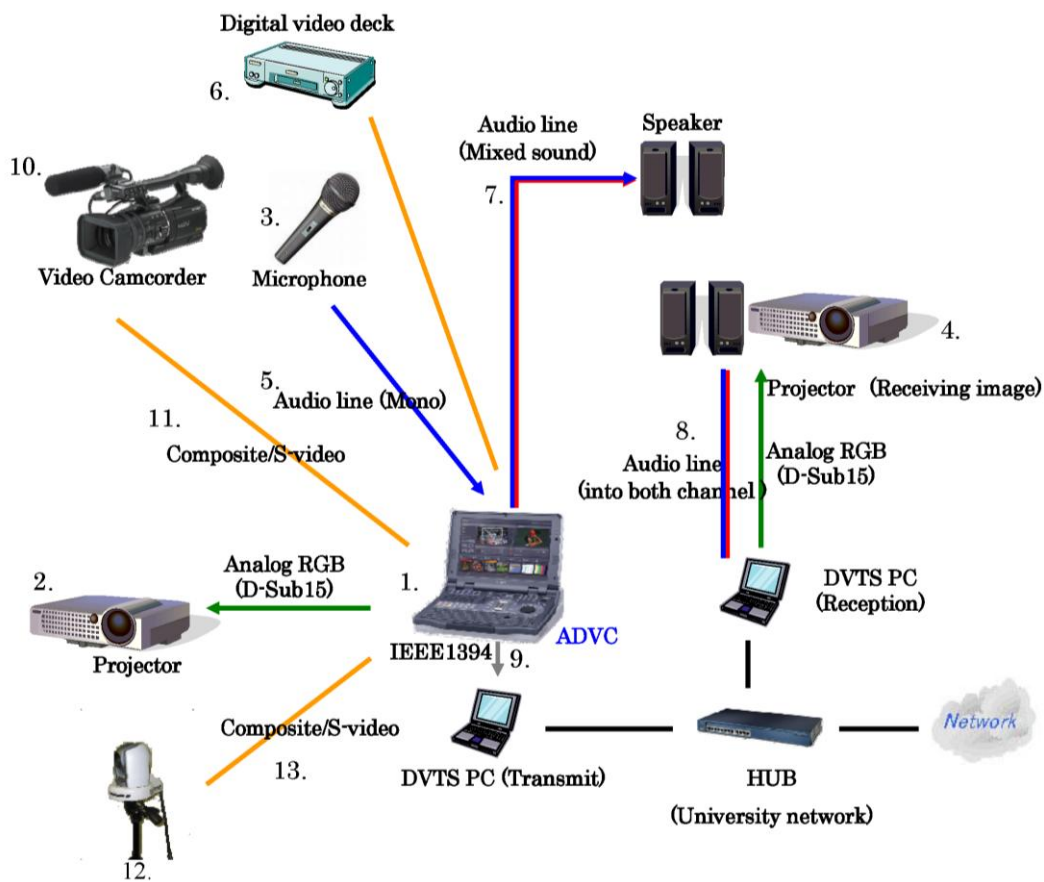 Digital video deck
6.
Audio line
(Mixed sound)
Speaker
10.
7.
3.
Video Camcorder
Microphone
4.
Projector (Receiving image)
5.
Audio line (Mono)
11.
8.
Composite/S-video
Audio line
(into both channel )
Analog RGB
(D-Sub15)
Analog RGB
(D-Sub15)
2.
1.
DVTS PC
(Reception)
ADVC
Projector
IEEE1394
9.
Composite/S-video
Network
13.
DVTS PC (Transmit)
HUB
(University network)
12.